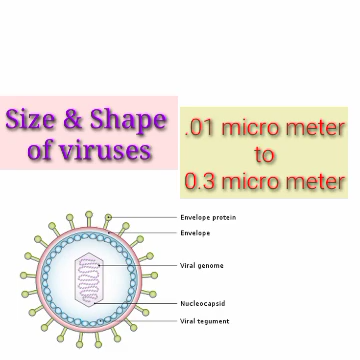 Size & Shape
of viruses
.01 micro meter
to
0.3 micro meter
Envelope protein
Envelope
Viral genome
Nucleocapsid
Viral tegument